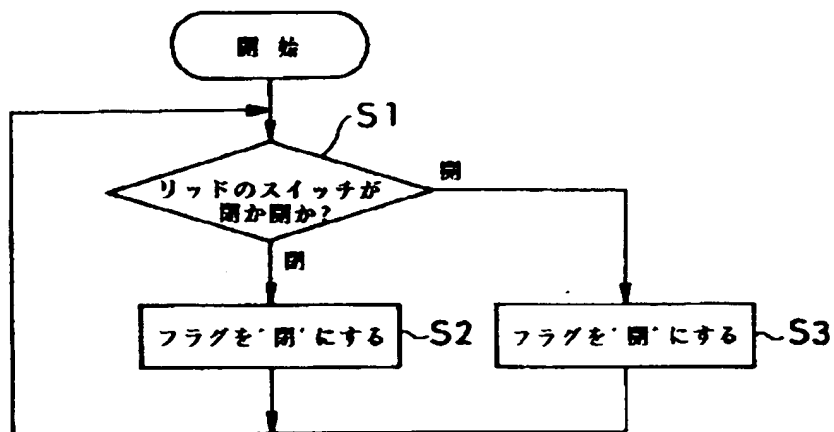 開始
S1
リッドのスイッチが
閉か開か?
開
閉
フラグを'閉'にする
S2
フラグを'開'にする
S3